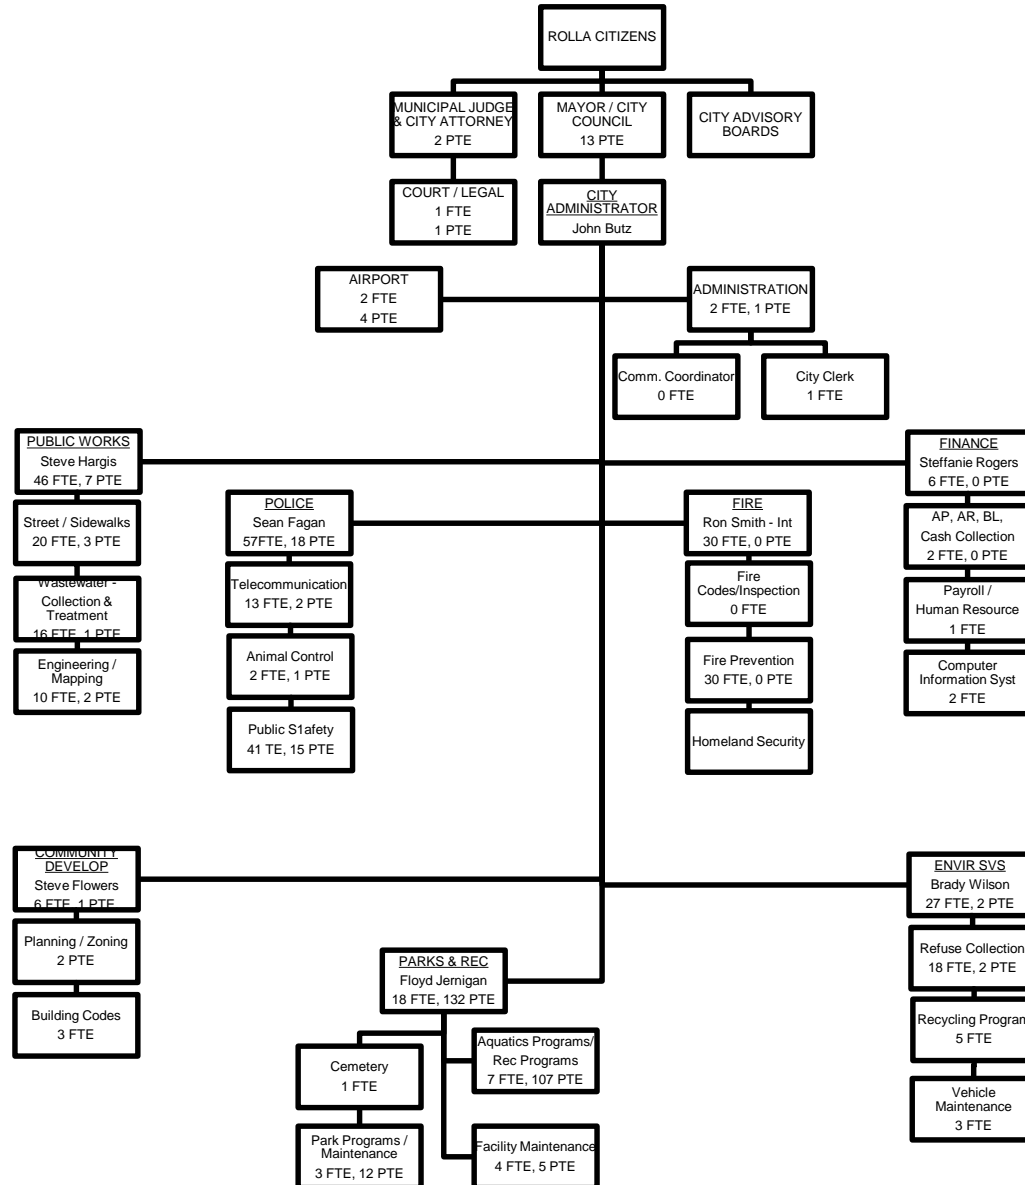 ROLLA CITIZENS
MUNICIPAL JUDGE
& CITY ATTORNEY
2 PTE
MAYOR / CITY
COUNCIL
13 PTE
CITY ADVISORY
BOARDS
COURT / LEGAL
1 FTE
1 PTE
CITY
ADMINISTRATOR
John Butz
AIRPORT
2 FTE
4 PTE
ADMINISTRATION
2 FTE, 1 PTE
Comm. Coordinator
0 FTE
City Clerk
1 FTE
PUBLIC WORKS
Steve Hargis
46 FTE, 7 PTE
Street / Sidewalks
20 FTE, 3 PTE
Wastewater -
Collection &
Treatment
16 FTE, 1 PTE
Engineering /
Mapping
10 FTE, 2 PTE
POLICE
Sean Fagan
57FTE, 18 PTE
Telecommunication
13 FTE, 2 PTE
Animal Control
2 FTE, 1 PTE
Public S1afety
41 TE, 15 PTE
FIRE
Ron Smith - Int
30 FTE, 0 PTE
Fire
Codes/Inspection
0 FTE
Fire Prevention
30 FTE, 0 PTE
Homeland Security
FINANCE
Steffanie Rogers
6 FTE, 0 PTE
AP, AR, BL,
Cash Collection
2 FTE, 0 PTE
Payroll /
Human Resource
1 FTE
Computer
Information Syst
2 FTE
COMMUNITY
DEVELOP
Steve Flowers
6 FTE, 1 PTE
Planning / Zoning
2 PTE
Building Codes
3 FTE
PARKS & REC
Floyd Jernigan
18 FTE, 132 PTE
Cemetery
1 FTE
Park Programs /
Maintenance
3 FTE, 12 PTE
Aquatics Programs/
Rec Programs
7 FTE, 107 PTE
Facility Maintenance
4 FTE, 5 PTE
ENVIR SVS
Brady Wilson
27 FTE, 2 PTE
Refuse Collection
18 FTE, 2 PTE
Recycling Program
5 FTE
Vehicle
Maintenance
3 FTE